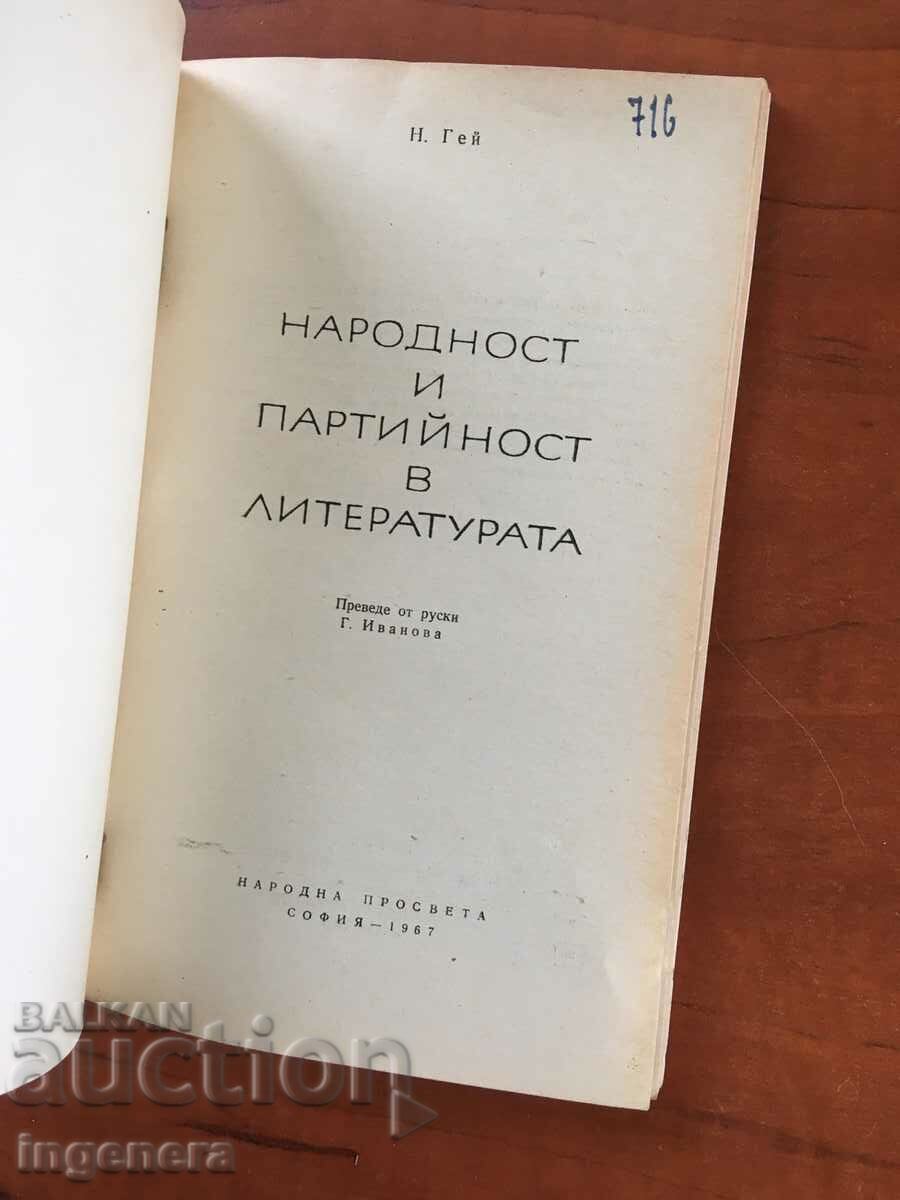 716
Н. Гей
НАРОДНОСТ
И
ПАРТИЙНОСТ
В
ЛИТЕРАТУРАТА
Преведе от руски
Г. Иванова
НАРОДНА ПРОСВЕТА
СОФИЯ — 1967
BALKAN
auction
ingenera